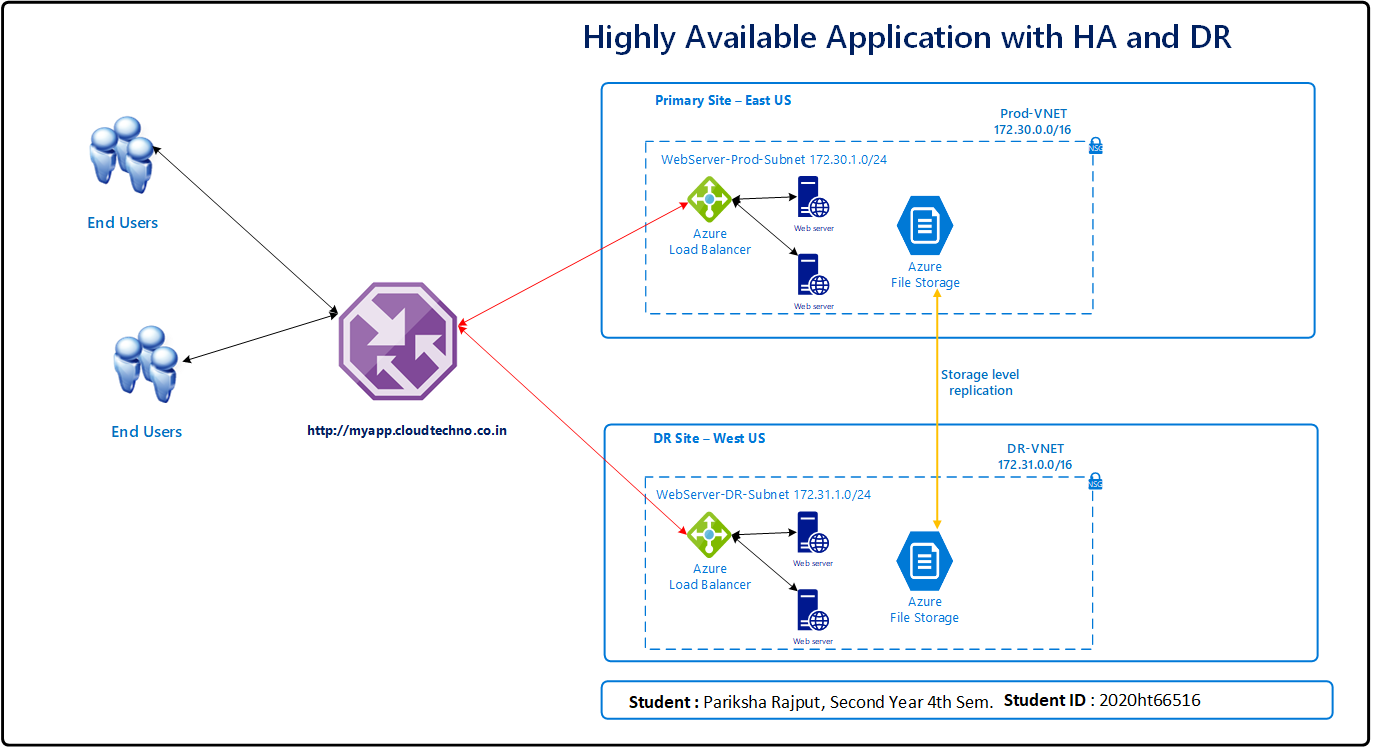 Highly Available Application with HA and DR
Primary Site – East US
Prod-VNET
172.30.0.0/16
NSG
WebServer-Prod-Subnet 172.30.1.0/24
Azure
Load Balancer
Web server
Web server
Azure
File Storage
End Users
End Users
http://myapp.cloudtechno.co.in
Storage level
replication
DR Site – West US
DR-VNET
172.31.0.0/16
NSG
WebServer-DR-Subnet 172.31.1.0/24
Azure
Load Balancer
Web server
Web server
Azure
File Storage
Student : Pariksha Rajput, Second Year 4th Sem. Student ID : 2020ht66516